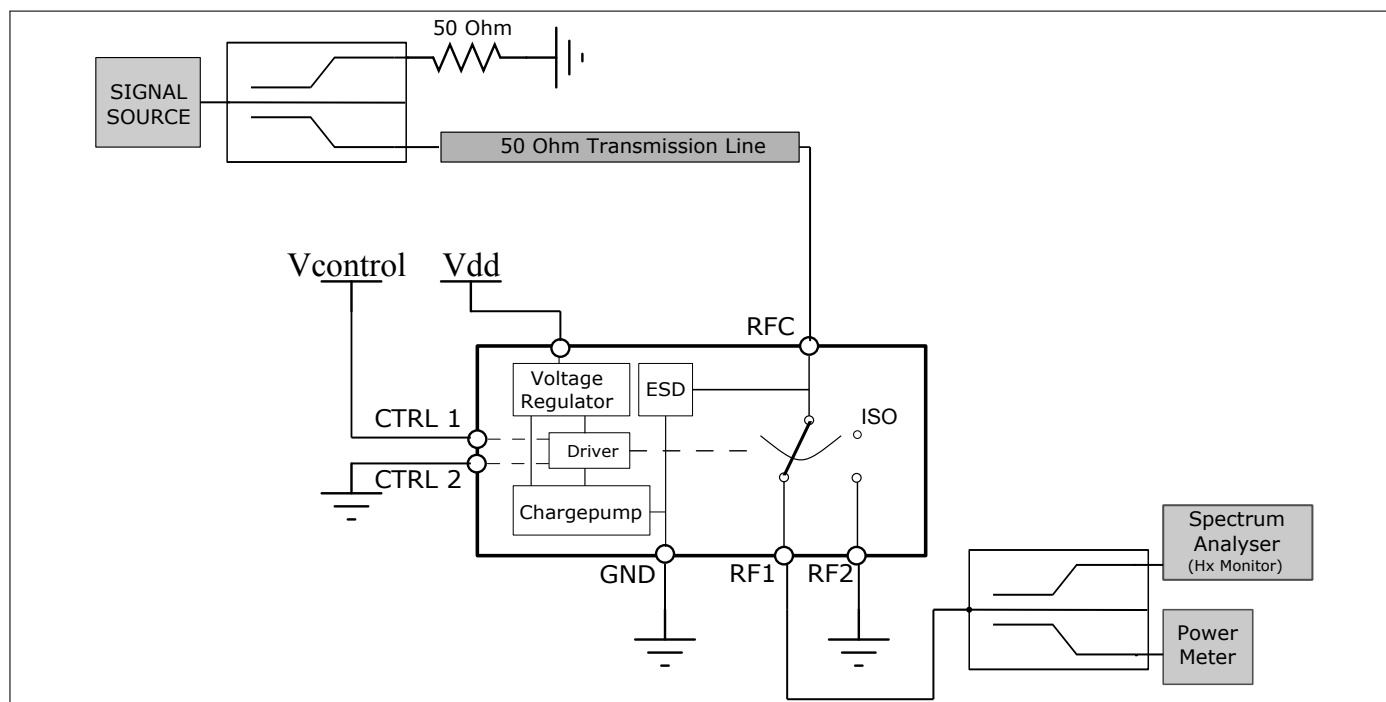 50 Ohm
SIGNAL
SOURCE
50 Ohm Transmission Line
Vcontrol
Vdd
RFC
Voltage
Regulator
ESD
ISO
CTRL 1
Driver
CTRL 2
Chargepump
GND
RF1
RF2
Spectrum
Analyser
(Hx Monitor)
Power
Meter